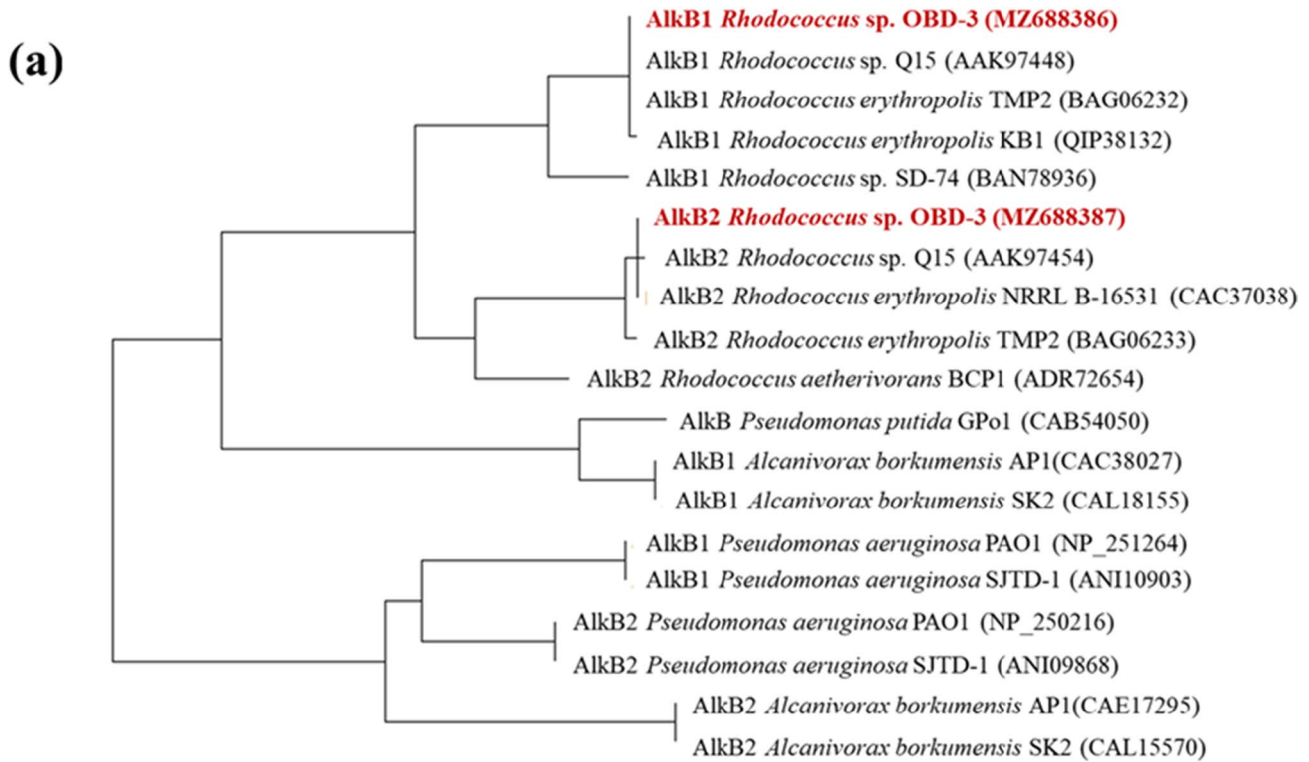 (a)
AlkB1 Rhodococcus sp. OBD-3 (MZ688386)
AlkB1 Rhodococcus sp. Q15 (AAK97448)
AlkB1 Rhodococcus erythropolis TMP2 (BAG06232)
AlkB1 Rhodococcus erythropolis KB1 (QIP38132)
AlkB1 Rhodococcus sp. SD-74 (BAN78936)
AlkB2 Rhodococcus sp. OBD-3 (MZ688387)
AlkB2 Rhodococcus sp. Q15 (AAK97454)
AlkB2 Rhodococcus erythropolis NRRL B-16531 (CAC37038)
AlkB2 Rhodococcus erythropolis TMP2 (BAG06233)
AlkB2 Rhodococcus aetherivorans BCP1 (ADR72654)
AlkB Pseudomonas putida GPo1 (CAB54050)
AlkB1 Alcanivorax borkumensis AP1(CAC38027)
AlkB1 Alcanivorax borkumensis SK2 (CAL18155)
AlkB1 Pseudomonas aeruginosa PAO1 (NP_251264)
AlkB1 Pseudomonas aeruginosa SJTD-1 (ANI10903)
AlkB2 Pseudomonas aeruginosa PAO1 (NP_250216)
AlkB2 Pseudomonas aeruginosa SJTD-1 (ANI09868)
AlkB2 Alcanivorax borkumensis AP1(CAE17295)
AlkB2 Alcanivorax borkumensis SK2 (CAL15570)